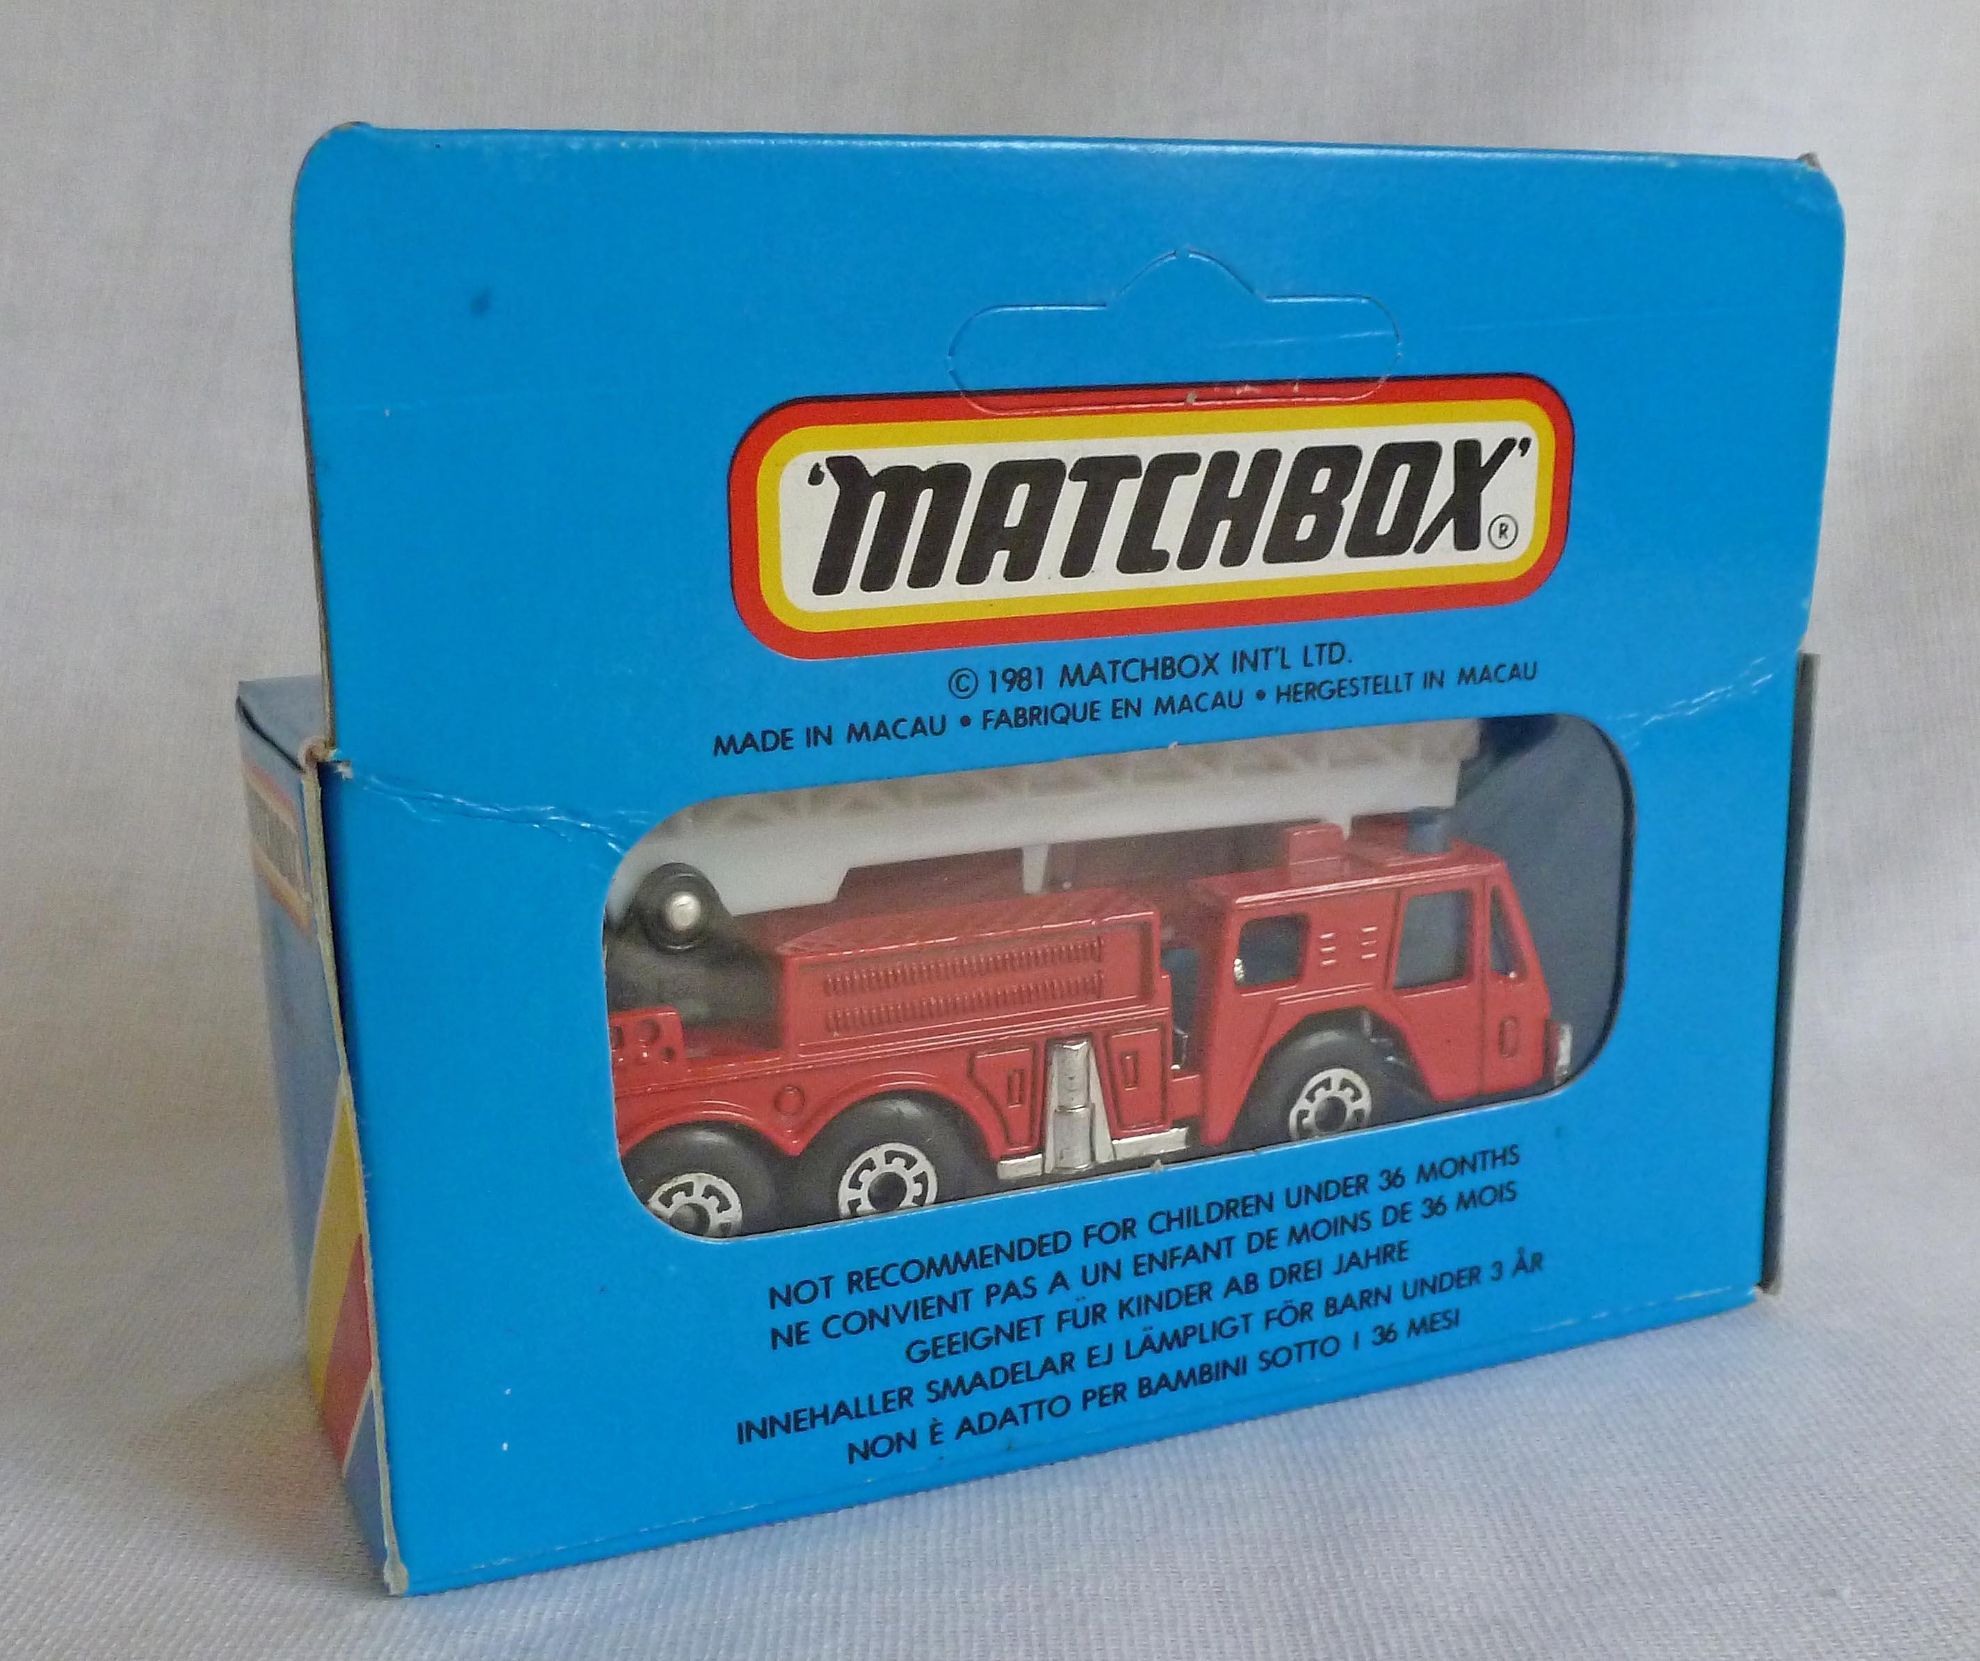 'MATCHBOX'®
© 1981 MATCHBOX INT'L LTD.
MADE IN MACAU • FABRIQUE EN MACAU • HERGESTELLT IN MACAU
NOT RECOMMENDED FOR CHILDREN UNDER 36 MONTHS
NE CONVIENT PAS A UN ENFANT DE MOINS DE 36 MOIS
GEEIGNET FÜR KINDER AB DREI JAHRE
INNEHALLER SMADELAR EJ LÄMPLIGT FÖR BARN UNDER 3 ÅR
NON È ADATTO PER BAMBINI SOTTO I 36 MESI